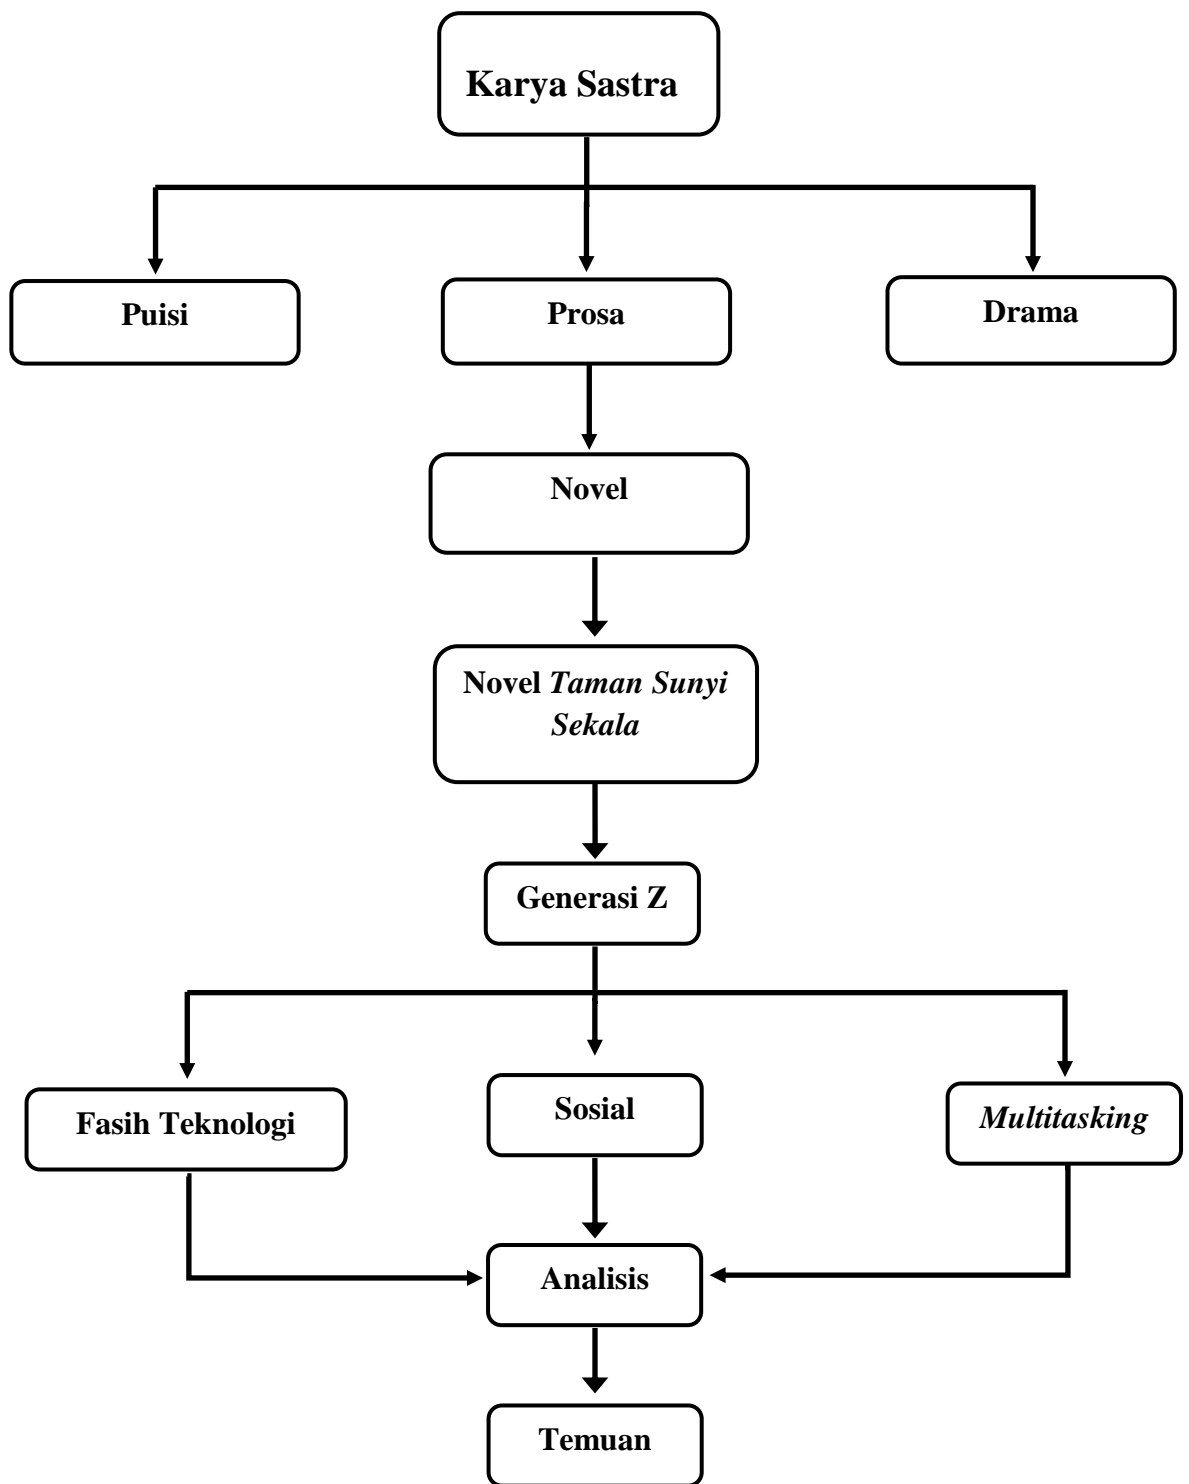 Karya Sastra
Puisi
Prosa
Drama
Novel
Novel Taman Sunyi
Sekala
Generasi Z
Fasih Teknologi
Sosial
Multitasking
Analisis
Temuan